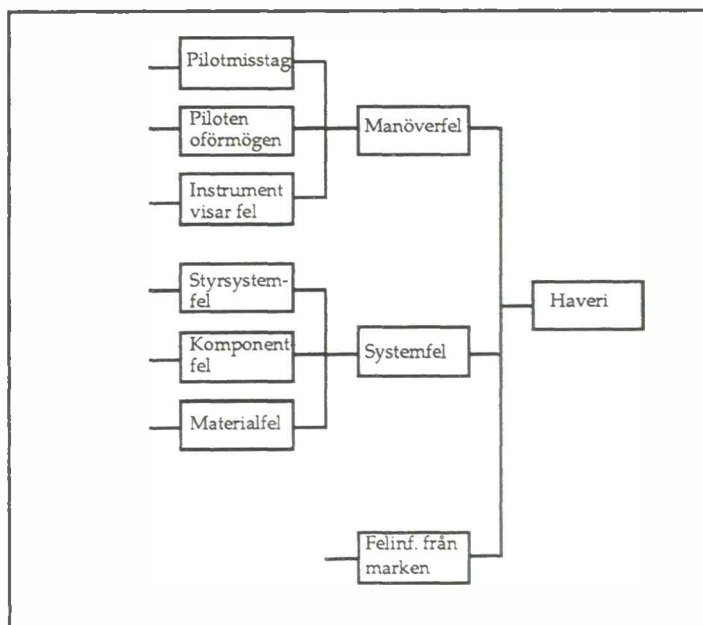 Pilotmisstag
Piloten
oförmögen
Manöverfel
Instrument
visar fel
Styrsystem-
fel
Haveri
Komponent-
fel
Systemfel
Materialfel
Felinf. från
marken